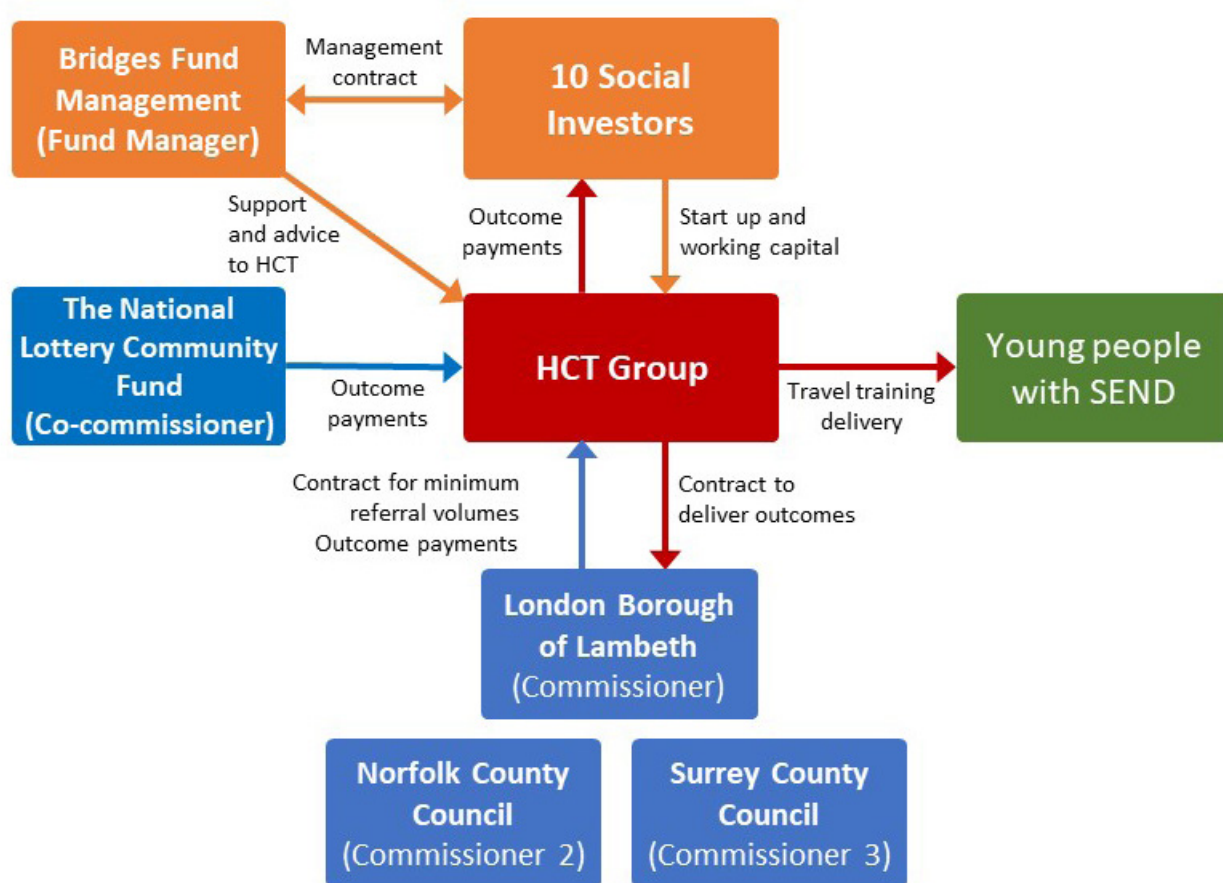 Bridges Fund
Management
(Fund Manager)
Management
contract
10 Social
Investors
Support
and advice
to HCT
Outcome
payments
Start up and
working capital
The National
Lottery Community
Fund
(Co-commissioner)
Outcome
payments
HCT Group
Travel training
delivery
Young people
with SEND
Contract for minimum
referral volumes
Outcome payments
Contract to
deliver outcomes
London Borough
of Lambeth
(Commissioner)
Norfolk County
Council
(Commissioner 2)
Surrey County
Council
(Commissioner 3)